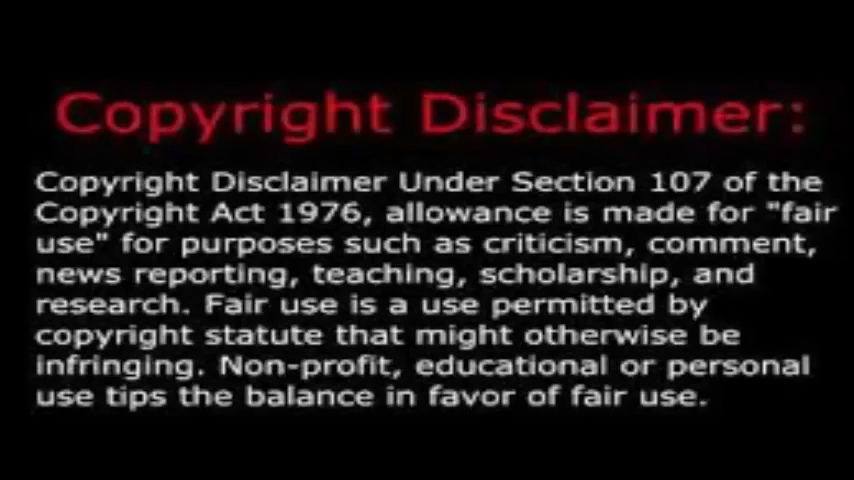 Copyright Disclaimer:
Copyright Disclaimer Under Section 107 of the
Copyright Act 1976, allowance is made for "fair
use" for purposes such as criticism, comment,
news reporting, teaching, scholarship, and
research. Fair use is a use permitted by
copyright statute that might otherwise be
infringing. Non-profit, educational or personal
use tips the balance in favor of fair use.